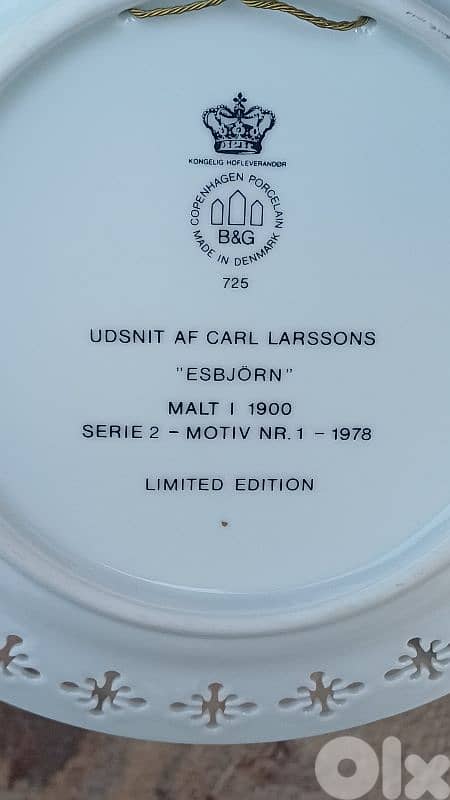 KONGELIG HOFLEVERANDØR
COPENHAGEN PORCELAIN
B&G
MADE IN DENMARK
725
UDSNIT AF CARL LARSSONS
"ESBJÖRN"
MALT I 1900
SERIE 2 - MOTIV NR. 1 - 1978
LIMITED EDITION
Olx